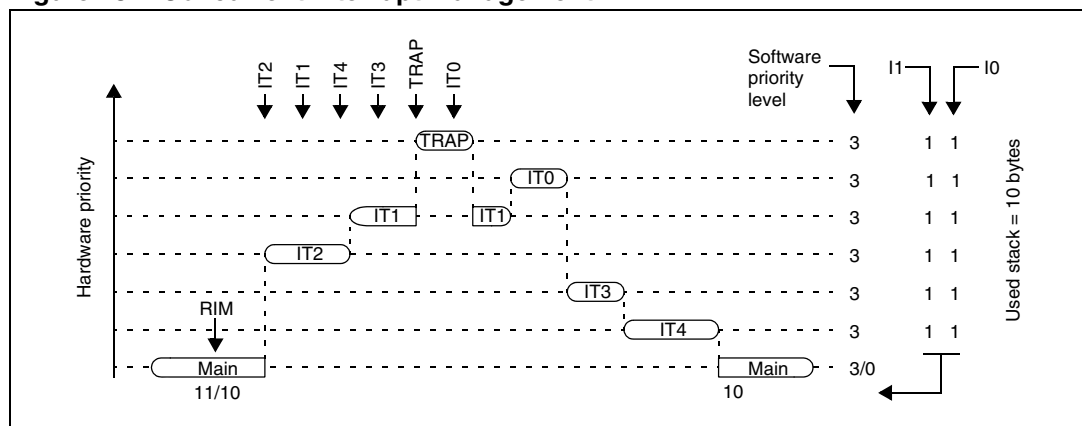 IT2
IT1
IT4
IT3
TRAP
IT0
Software
priority
level
I1
I0
Hardware priority
TRAP
3
1 1
IT0
3
1 1
IT1
IT1
3
1 1
IT2
3
1 1
IT3
3
1 1
RIM
IT4
3
1 1
Main
Main
3/0
11/10
10
Used stack = 10 bytes